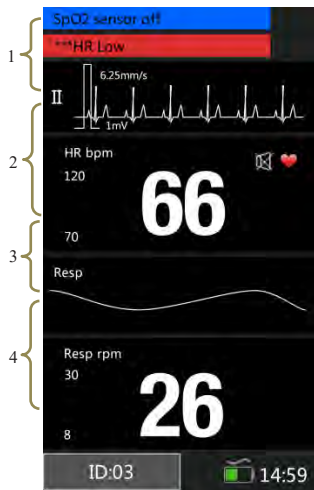 SpO2 sensor off
***HR Low
1
6.25mm/s
II
1mV
2
HR bpm
120
66
70
3
Resp
4
Resp rpm
30
26
8
ID:03
14:59